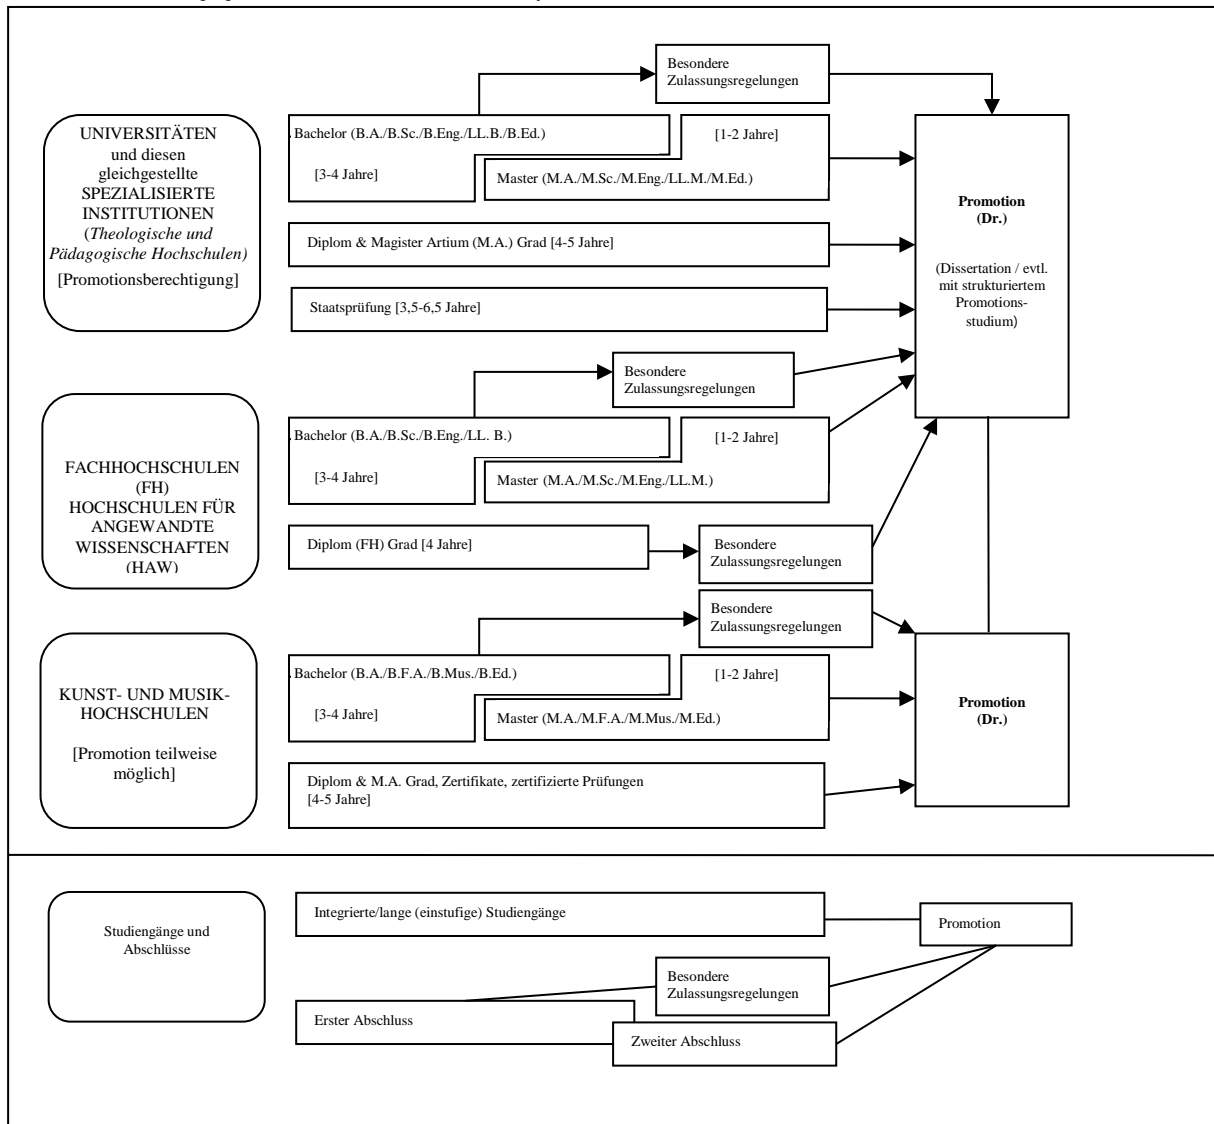 Besondere
Zulassungsregelungen
UNIVERSITÄTEN
und diesen
gleichgestellte
SPEZIALISIERTE
INSTITUTIONEN
(Theologische und
Pädagogische Hochschulen)
[Promotionsberechtigung]
Bachelor (B.A./B.Sc./B.Eng./LL.B./B.Ed.)
[1-2 Jahre]
[3-4 Jahre]
Master (M.A./M.Sc./M.Eng./LL.M./M.Ed.)
Diplom & Magister Artium (M.A.) Grad [4-5 Jahre]
Staatsprüfung [3,5-6,5 Jahre]
Promotion
(Dr.)
(Dissertation / evtl.
mit strukturiertem
Promotions-
studium)
Besondere
Zulassungsregelungen
FACHHOCHSCHULEN
(FH)
HOCHSCHULEN FÜR
ANGEWANDTE
WISSENSCHAFTEN
(HAW)
Bachelor (B.A./B.Sc./B.Eng./LL. B.)
[1-2 Jahre]
[3-4 Jahre]
Master (M.A./M.Sc./M.Eng./LL.M.)
Diplom (FH) Grad [4 Jahre]
Besondere
Zulassungsregelungen
Besondere
Zulassungsregelungen
KUNST- UND MUSIK-
HOCHSCHULEN
[Promotion teilweise
möglich]
Bachelor (B.A./B.F.A./B.Mus./B.Ed.)
[1-2 Jahre]
[3-4 Jahre]
Master (M.A./M.F.A./M.Mus./M.Ed.)
Diplom & M.A. Grad, Zertifikate, zertifizierte Prüfungen
[4-5 Jahre]
Promotion
(Dr.)
Studiengänge und
Abschlüsse
Integrierte/lange (einstufige) Studiengänge
Promotion
Besondere
Zulassungsregelungen
Erster Abschluss
Zweiter Abschluss